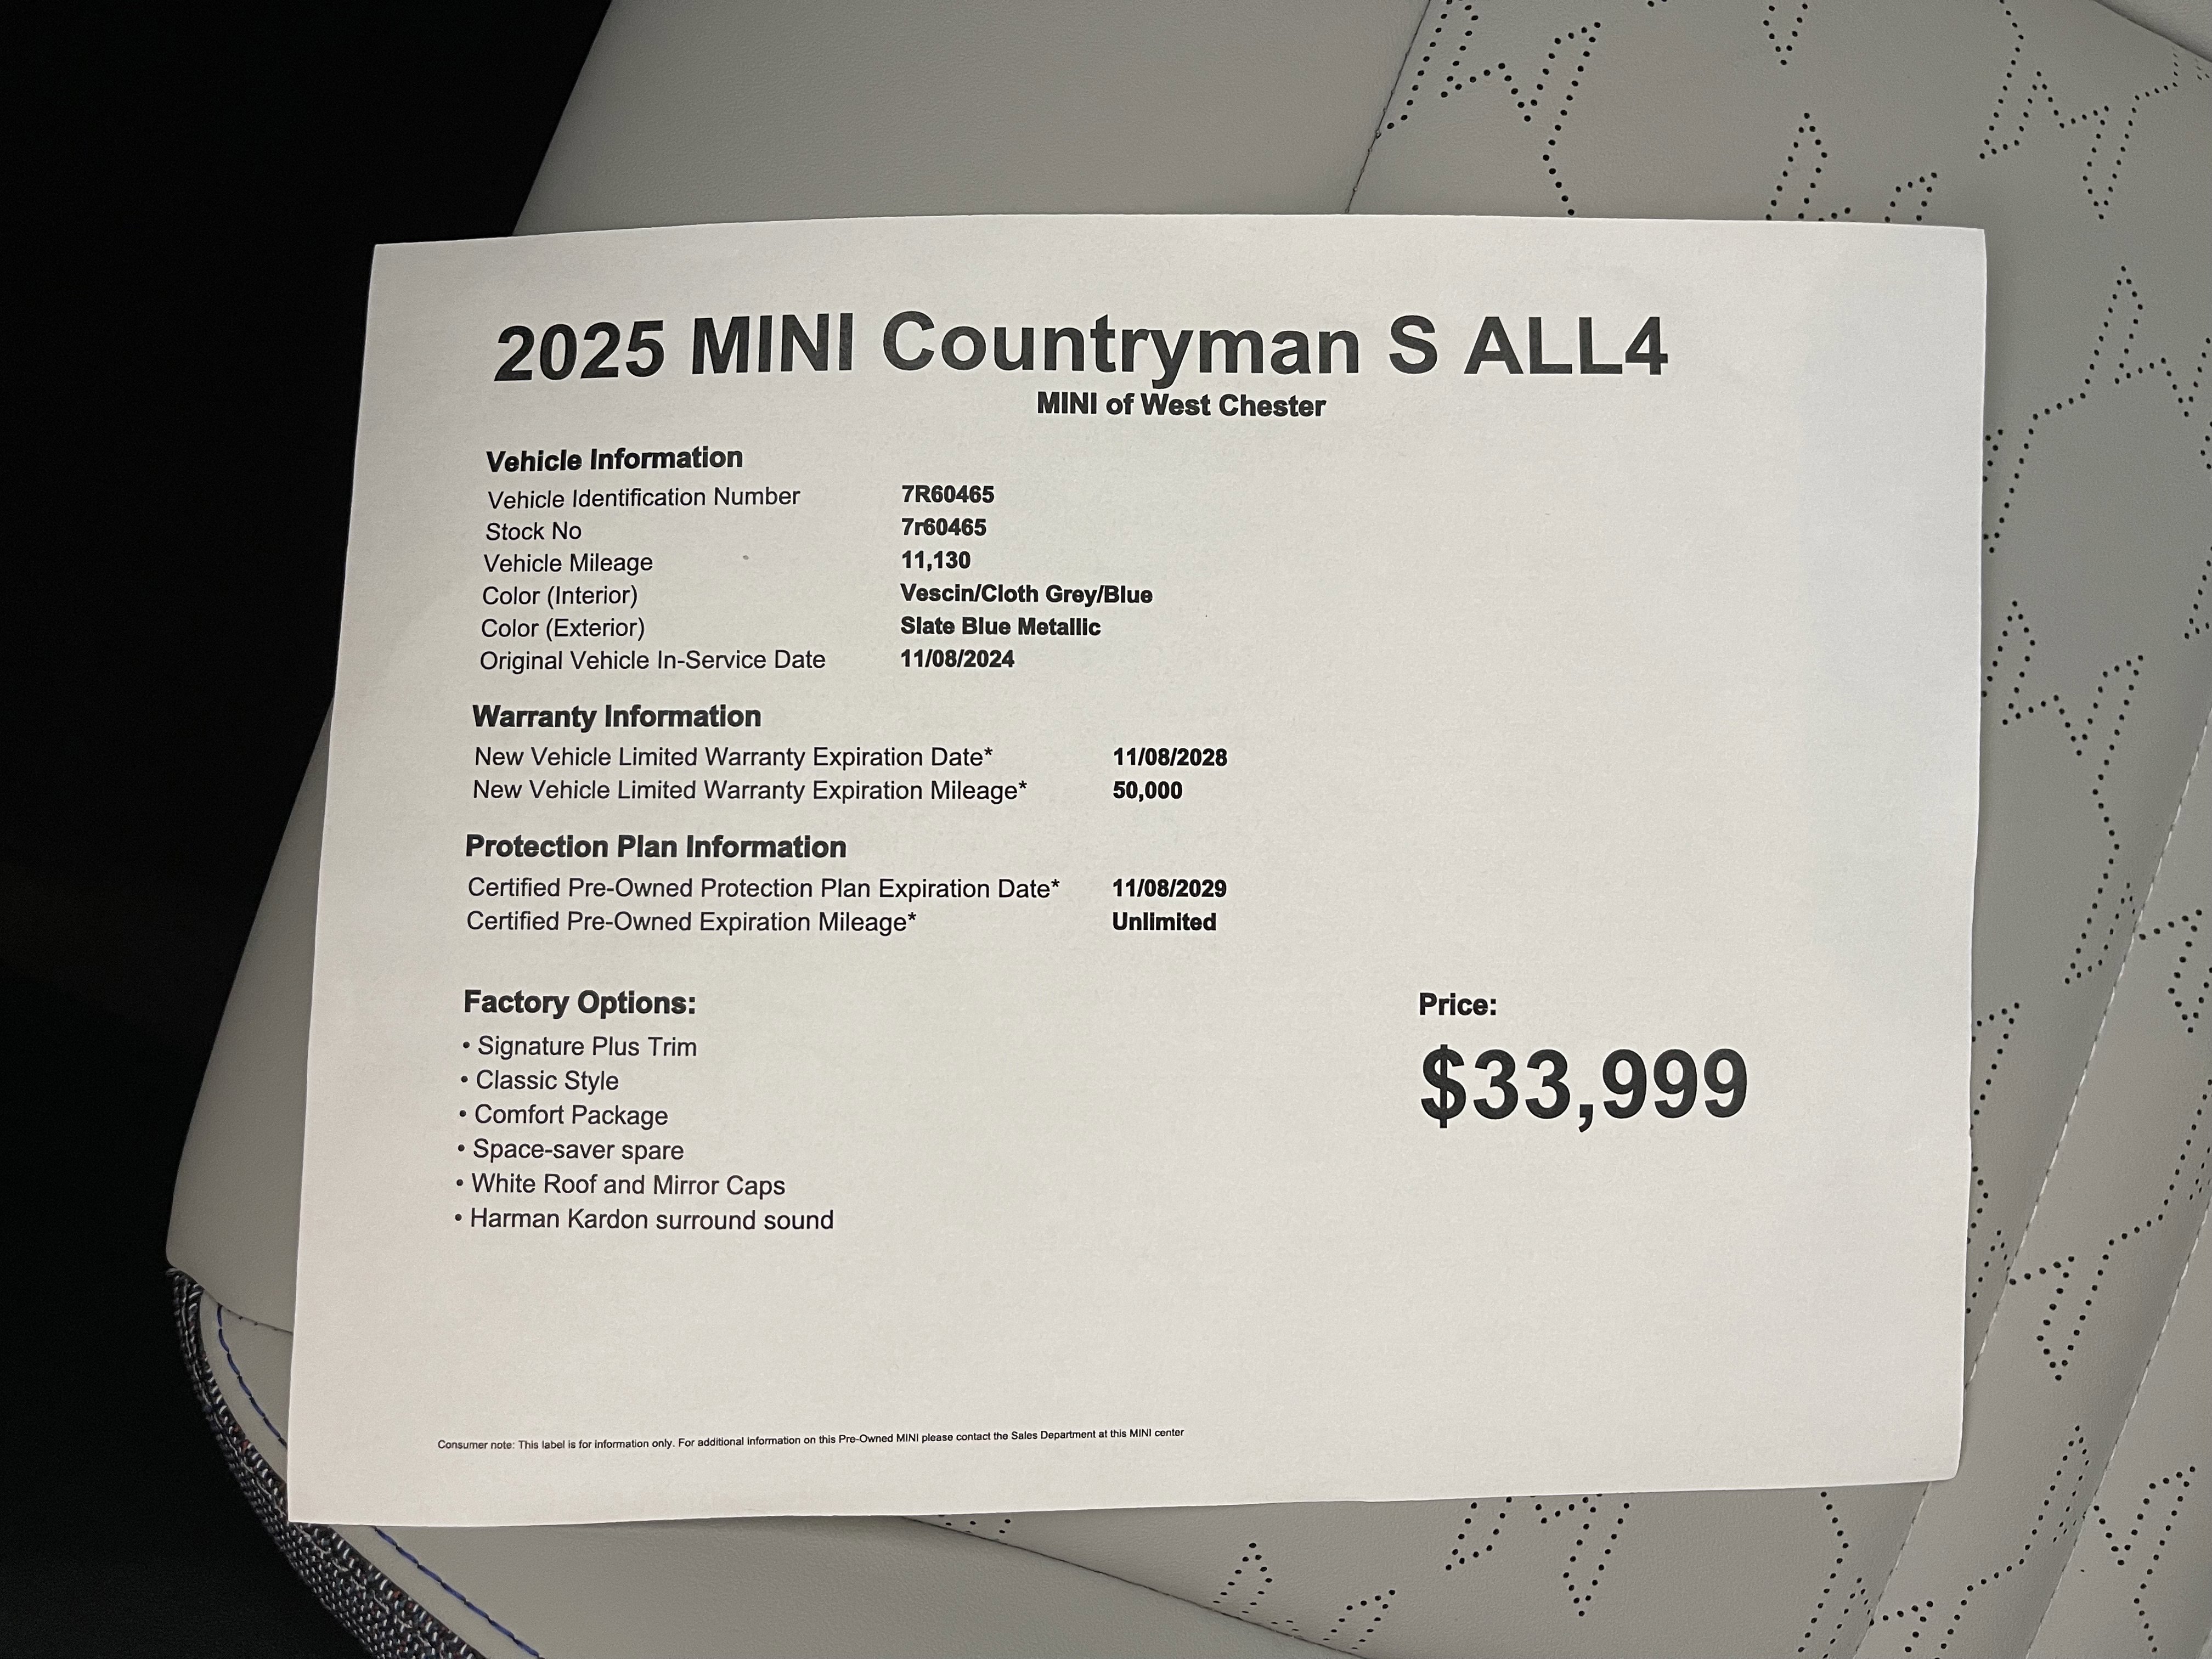 2025 MINI Countryman S ALL4
MINI of West Chester
Vehicle Information
Vehicle Identification Number 7R60465
Stock No 7r60465
Vehicle Mileage 11,130
Color (Interior) Vescin/Cloth Grey/Blue
Color (Exterior) Slate Blue Metallic
Original Vehicle In-Service Date 11/08/2024
Warranty Information
New Vehicle Limited Warranty Expiration Date* 11/08/2028
New Vehicle Limited Warranty Expiration Mileage* 50,000
Protection Plan Information
Certified Pre-Owned Protection Plan Expiration Date* 11/08/2029
Certified Pre-Owned Expiration Mileage* Unlimited
Factory Options:
• Signature Plus Trim
• Classic Style
• Comfort Package
• Space-saver spare
• White Roof and Mirror Caps
• Harman Kardon surround sound
Price:
$33,999
Consumer note: This label is for information only. For additional information on this Pre-Owned MINI please contact the Sales Department at this MINI center